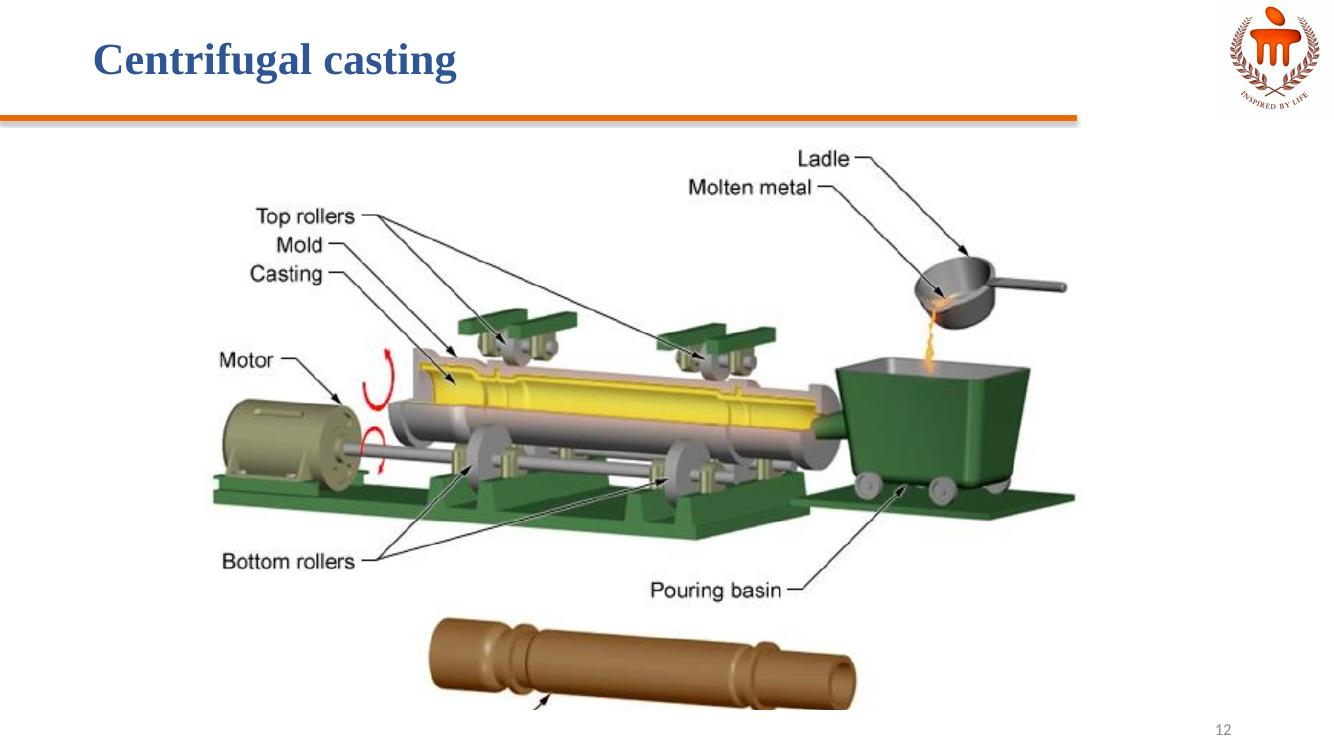 Centrifugal casting
INSPIRED BY LIFE
Ladle
Molten metal
Top rollers
Mold
Casting
Motor
Bottom rollers
Pouring basin
12